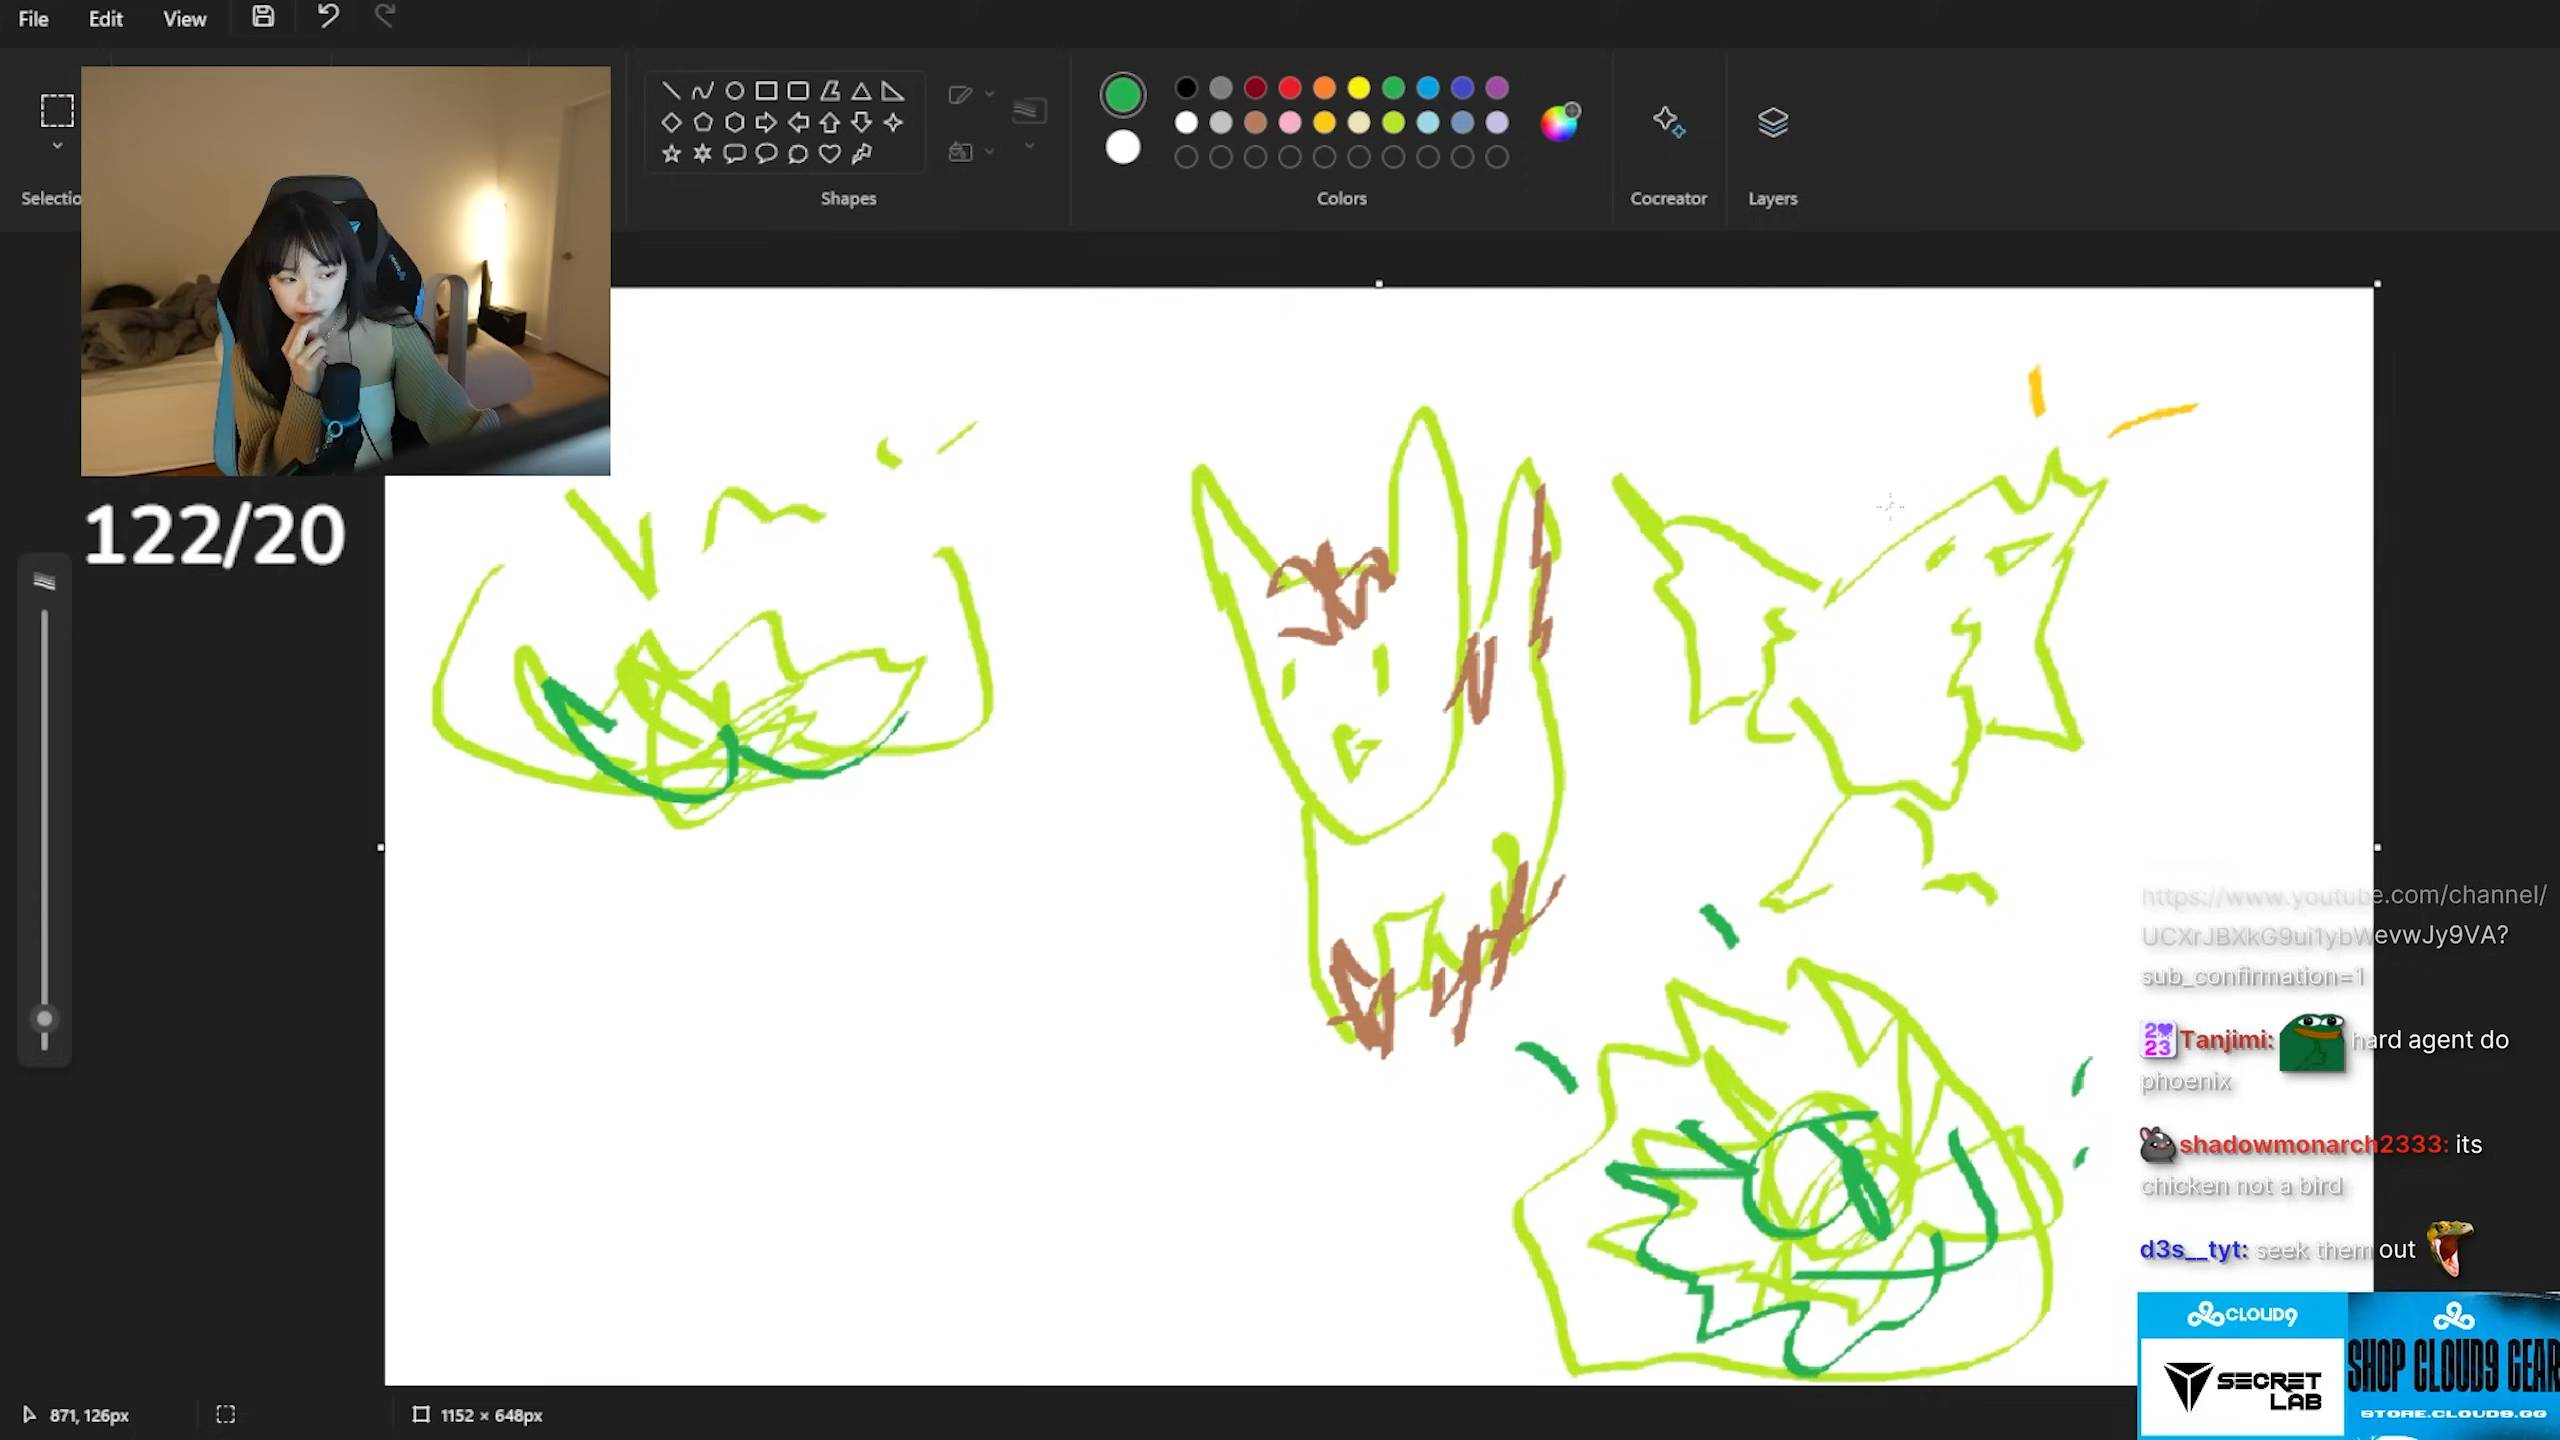 File Edit View
Selectio
Shapes
Colors
Cocreator
Layers
122/20
https://www.youtube.com/channel/
UCXrJBXkG9ui1ybWevwJy9VA?
sub_confirmation=1
Tanjimi: hard agent do
phoenix
shadowmonarch2333: its
chicken not a bird
d3s__tyt: seek them out
CLOUD9
SECRET
LAB
SHOP CLOUD9 GEAR
STORE.CLOUD9.GG
871, 126px
1152 × 648px